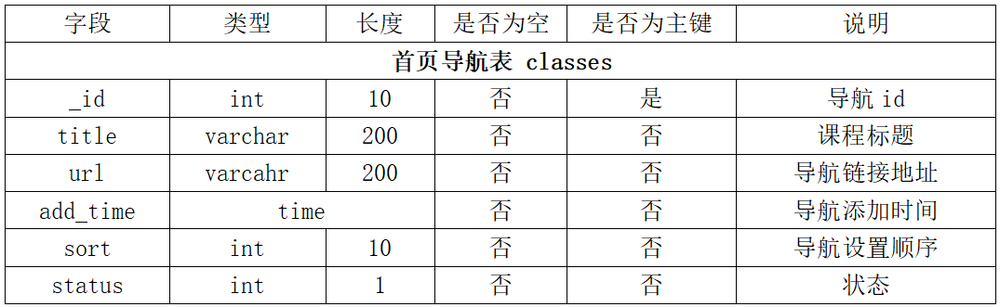 字段 类型 长度 是否为空 是否为主键 说明
首页导航表 classes
_id int 10 否 是 导航 id
title varchar 200 否 否 课程标题
url varcahr 200 否 否 导航链接地址
add_time time 否 否 导航添加时间
sort int 10 否 否 导航设置顺序
status int 1 否 否 状态